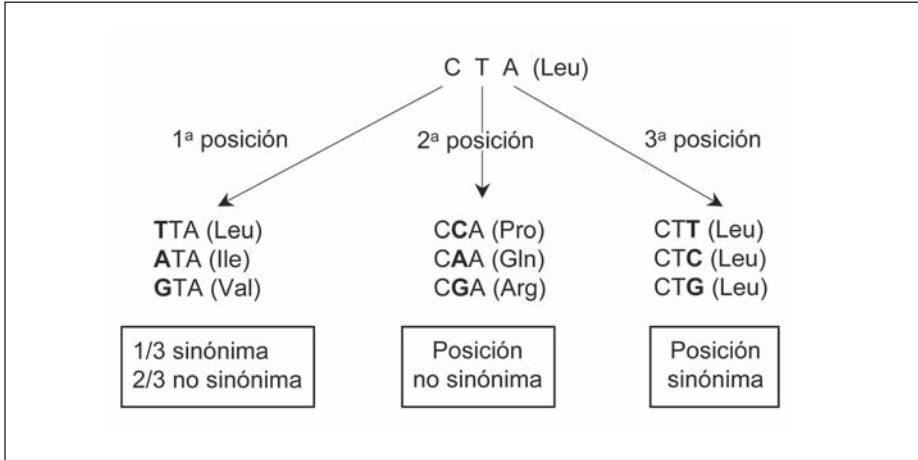 C T A (Leu)
1ª posición
2ª posición
3ª posición
TTA (Leu)
ATA (Ile)
GTA (Val)
1/3 sinónima
2/3 no sinónima
CCA (Pro)
CAA (Gln)
CGA (Arg)
Posición
no sinónima
CTT (Leu)
CTC (Leu)
CTG (Leu)
Posición
sinónima